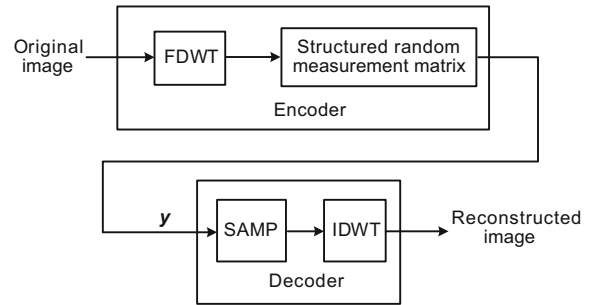 Original
image
FDWT
Structured random
measurement matrix
Encoder
y
SAMP
IDWT
Reconstructed
image
Decoder